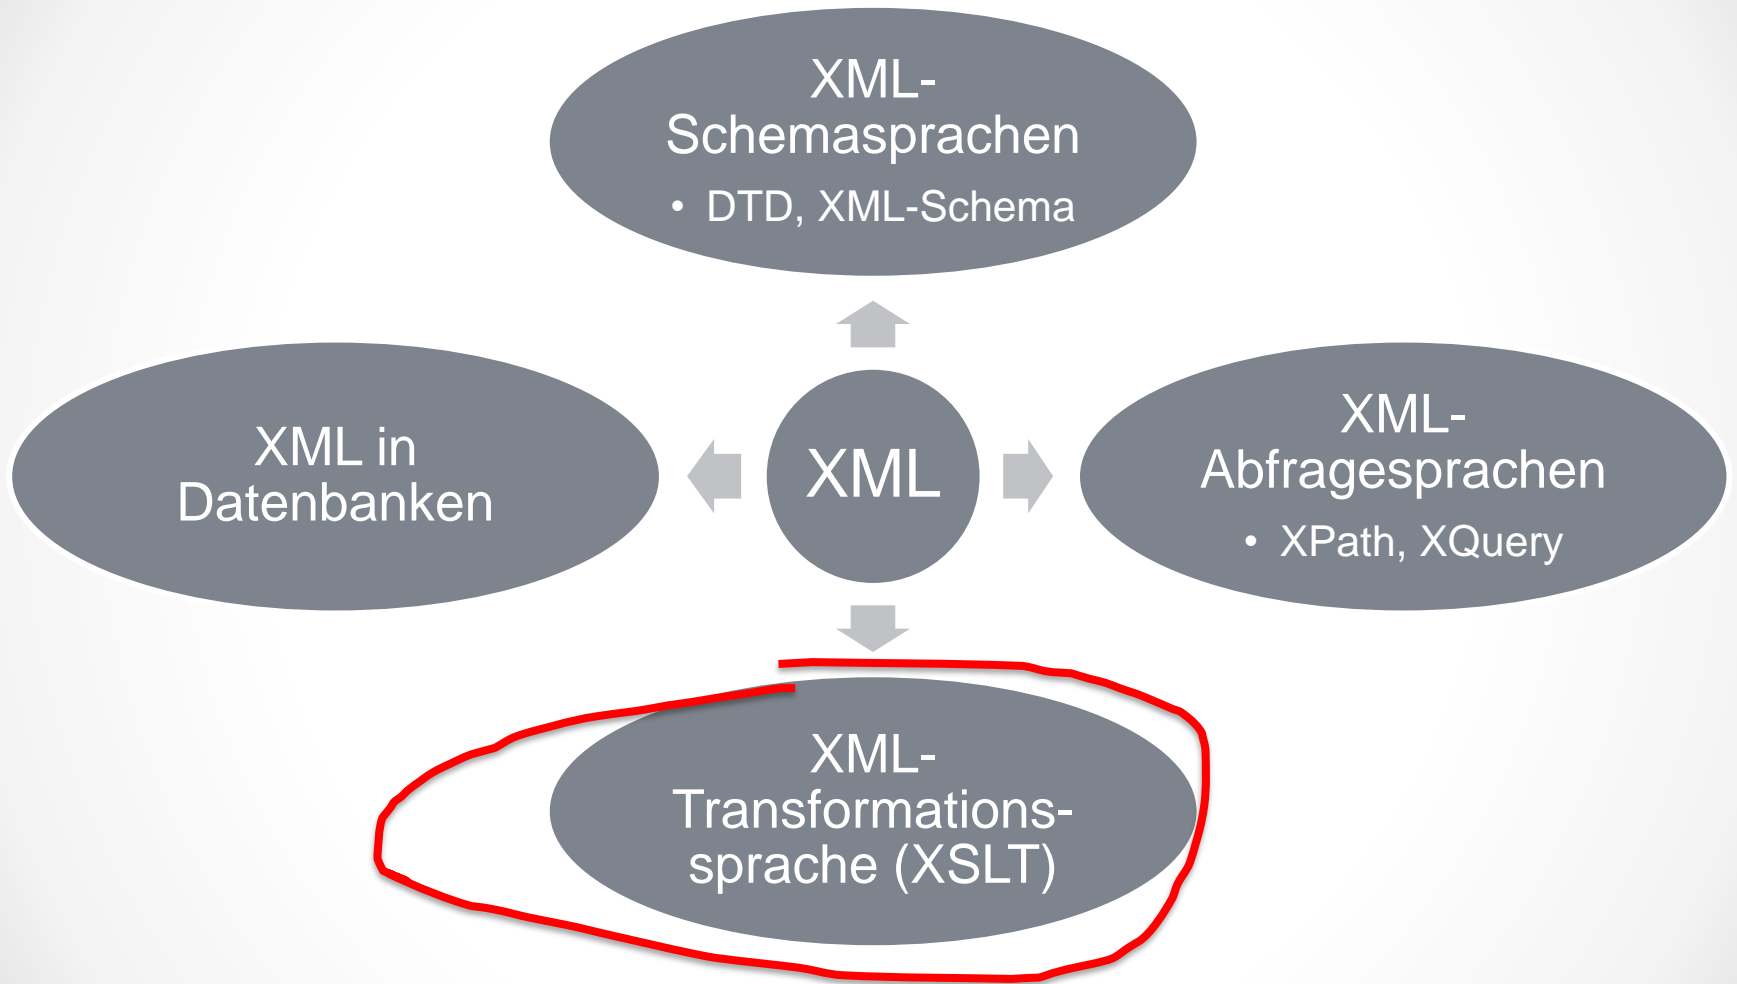 XML-
Schemasprachen
• DTD, XML-Schema
XML in
Datenbanken
XML
XML-
Abfragesprachen
• XPath, XQuery
XML-
Transformations-
sprache (XSLT)